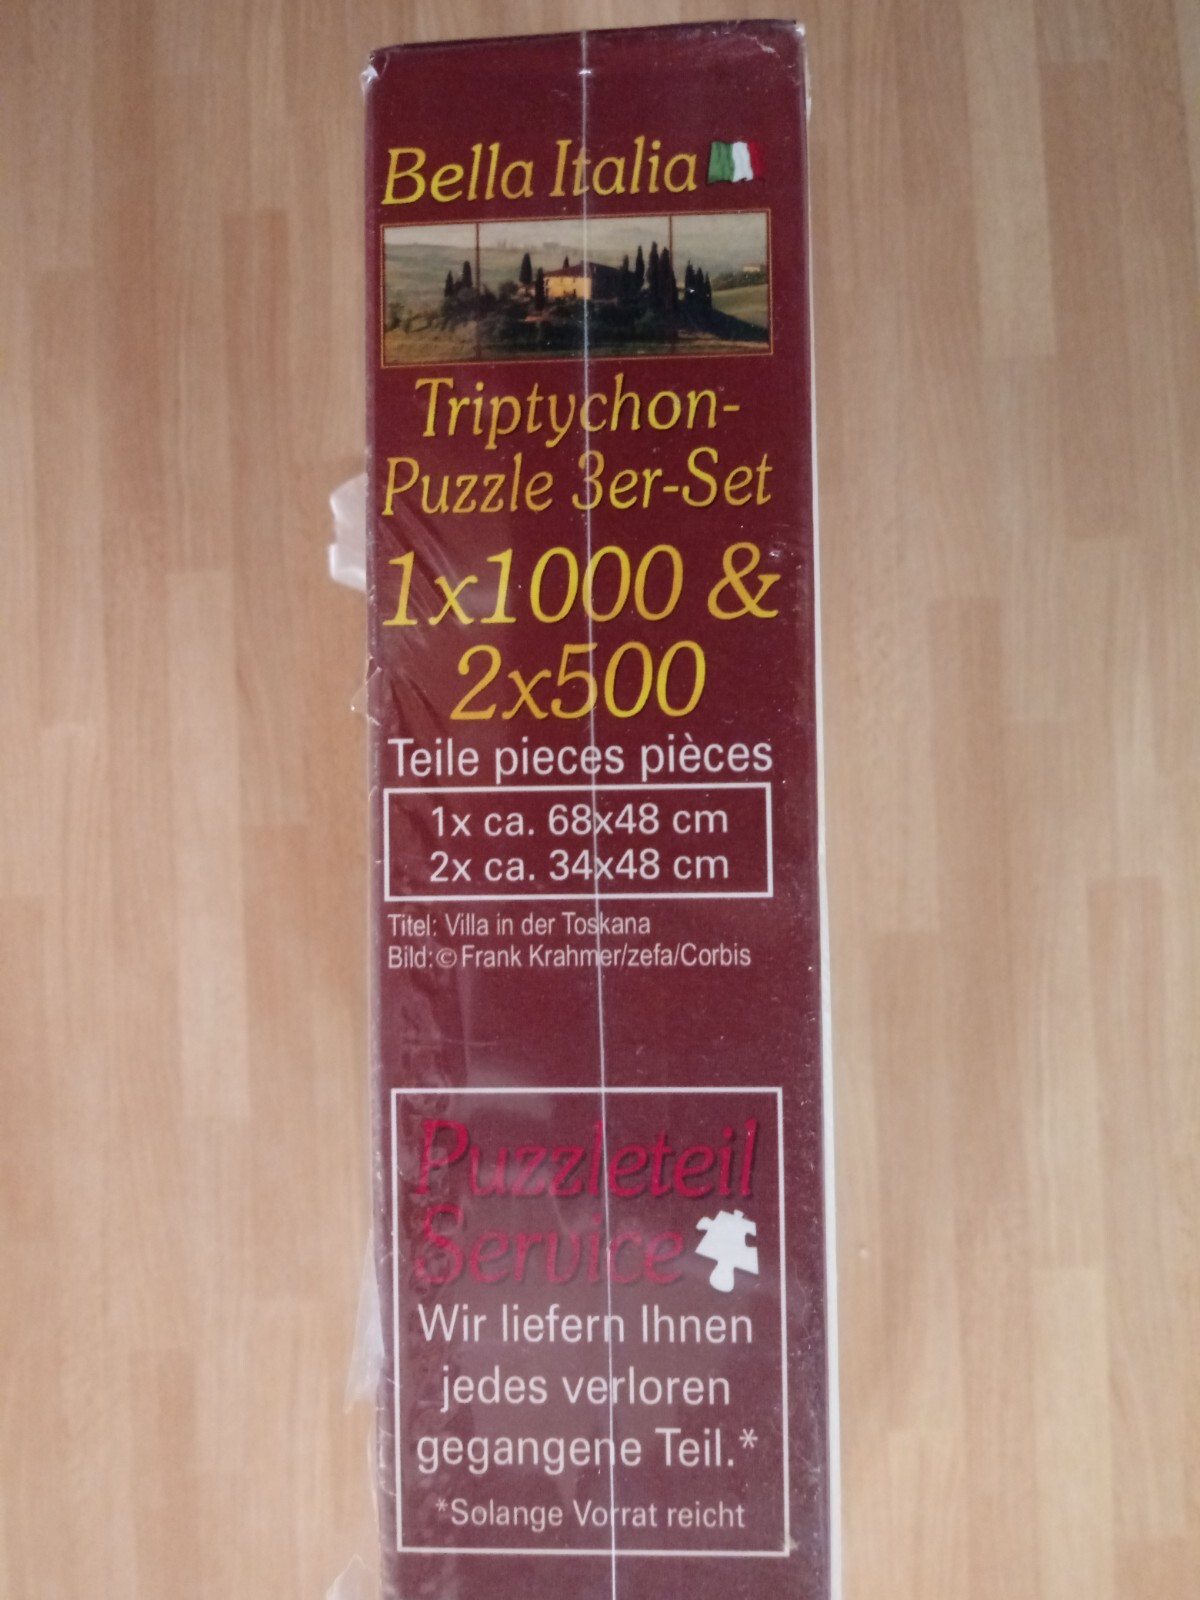 Bella Italia
Triptychon-
Puzzle 3er-Set
1x1000 &
2x500
Teile pieces pièces
1x ca. 68x48 cm
2x ca. 34x48 cm
Titel: Villa in der Toskana
Bild:© Frank Krahmer/zefa/Corbis
Puzzleteil
Service
Wir liefern Ihnen
jedes verloren
gegangene Teil.*
*Solange Vorrat reicht